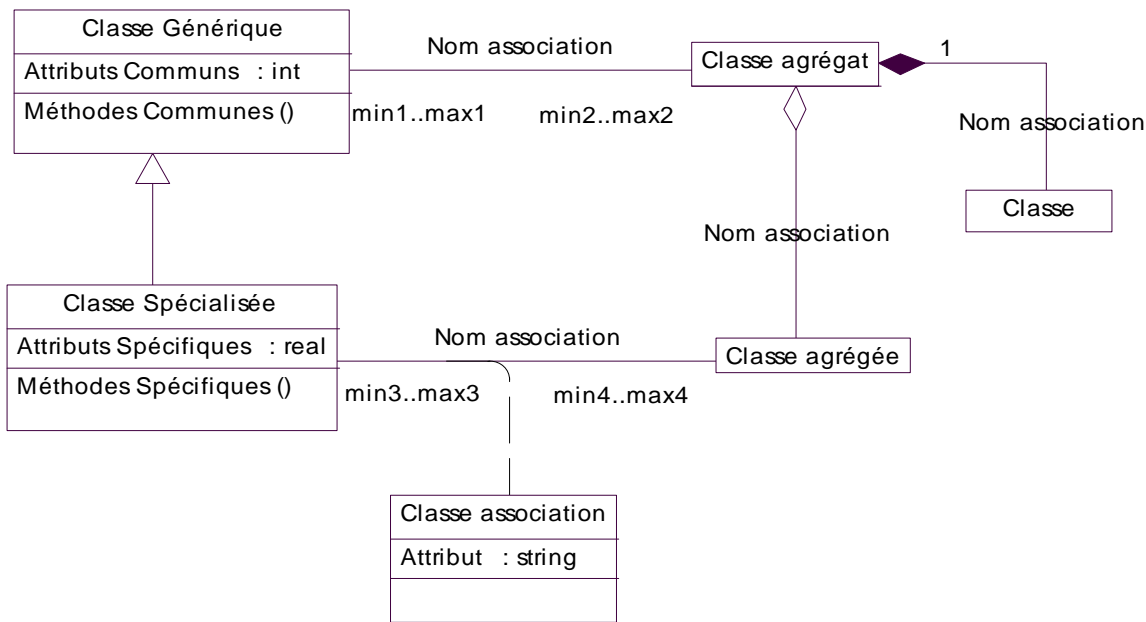 Classe Générique
Attributs Communs : int
Méthodes Communes ()
Nom association
min1..max1
min2..max2
Classe agrégat
1
Nom association
Classe
Nom association
Classe Spécialisée
Attributs Spécifiques : real
Méthodes Spécifiques ()
Nom association
min3..max3
min4..max4
Classe agrégée
Classe association
Attribut : string